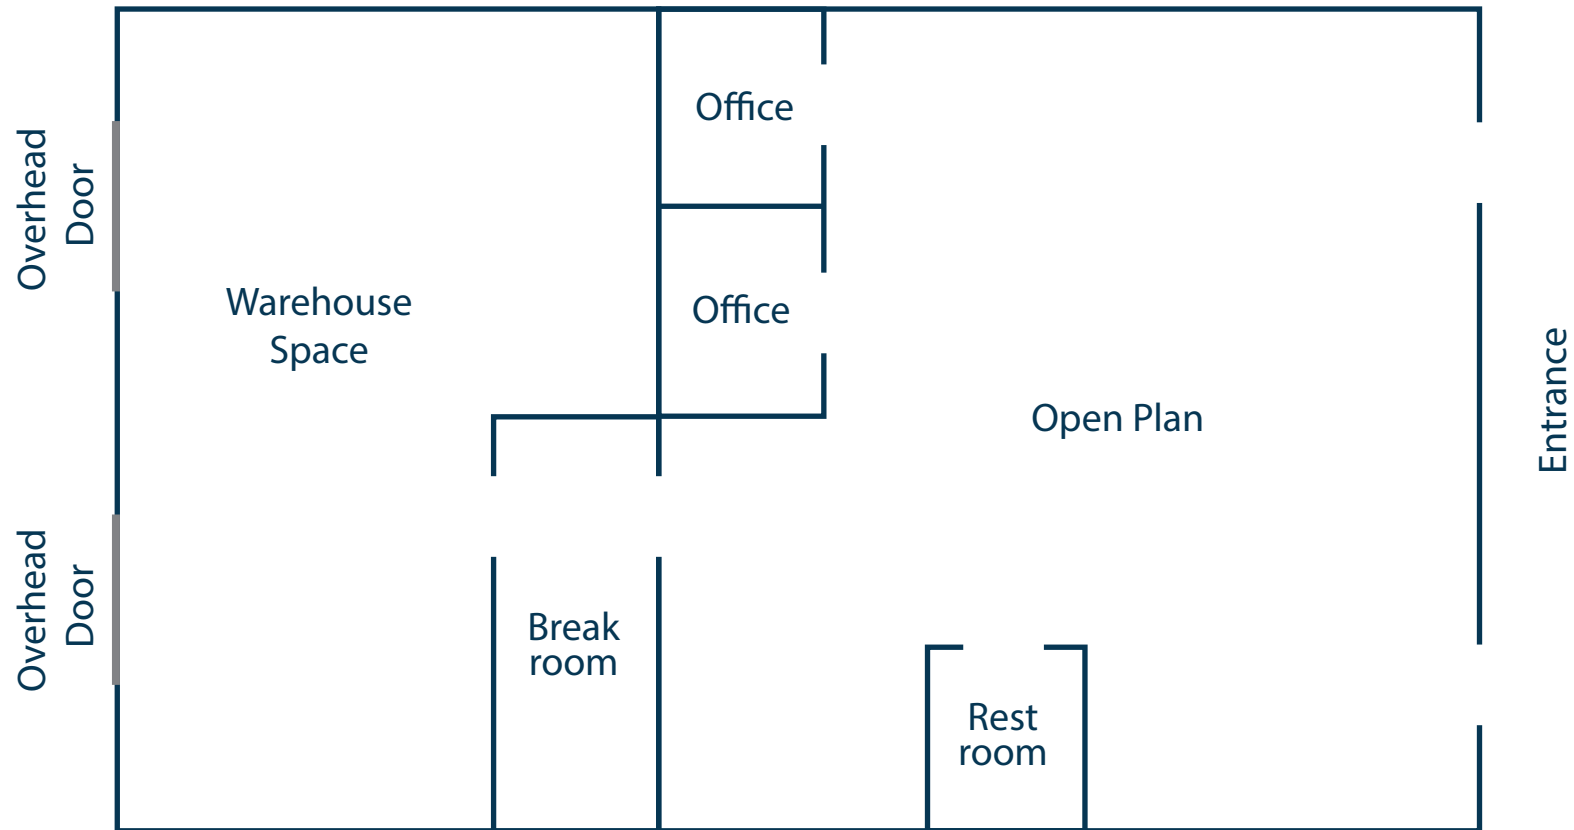 Overhead
Door
Office
Warehouse
Space
Office
Open Plan
Entrance
Overhead
Door
Break
room
Rest
room